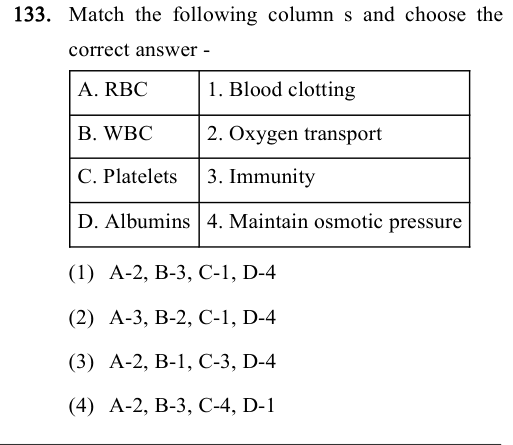 133. Match the following column s and choose the
correct answer -
A. RBC 1. Blood clotting
B. WBC 2. Oxygen transport
C. Platelets 3. Immunity
D. Albumins 4. Maintain osmotic pressure
(1) A-2, B-3, C-1, D-4
(2) A-3, B-2, C-1, D-4
(3) A-2, B-1, C-3, D-4
(4) A-2, B-3, C-4, D-1